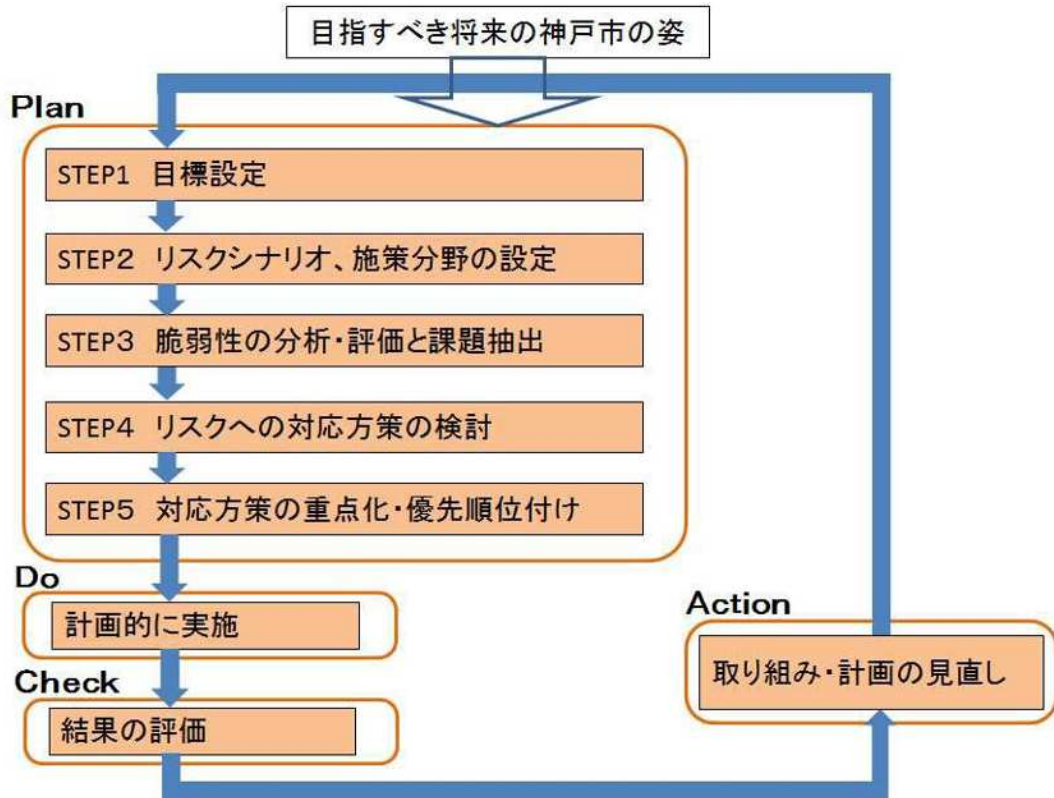 目指すべき将来の神戸市の姿
Plan
STEP1 目標設定
STEP2 リスクシナリオ、施策分野の設定
STEP3 脆弱性の分析・評価と課題抽出
STEP4 リスクへの対応方策の検討
STEP5 対応方策の重点化・優先順位付け
Do
計画的に実施
Check
結果の評価
Action
取り組み・計画の見直し